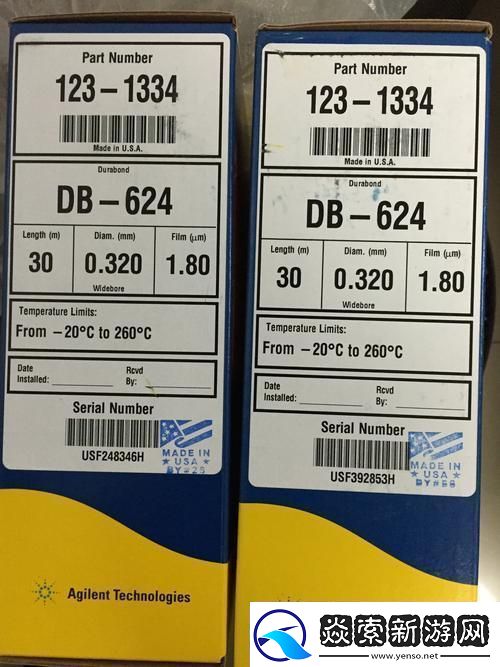 Part Number
123-1334
Made in U.S.A.
Durabond
DB-624
Length (m) Diam. (mm) Film (μm)
30 0.320 1.80
Widebore
Temperature Limits:
From -20°C to 260°C
Date Installed: Rcvd By:
Serial Number
USF248346H
MADE IN
USA
BY#26
Agilent Technologies
Part Number
123-1334
Made in U.S.A.
Durabond
DB-624
Length (m) Diam. (mm) Film (μm)
30 0.320 1.80
Widebore
Temperature Limits:
From -20°C to 260°C
Date Installed: Rcvd By:
Serial Number
USF392853H
MADE IN
USA
焱索新游网
www.yenso.net